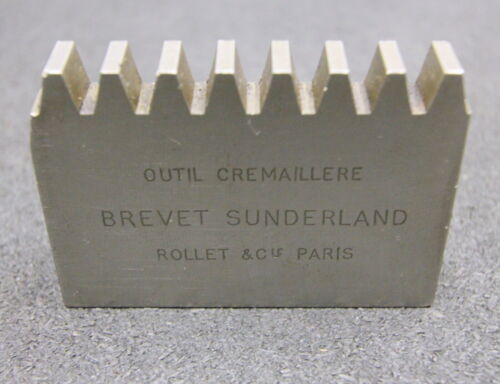 OUTIL CREMAILLERE
BREVET SUNDERLAND
ROLLET & CIE PARIS